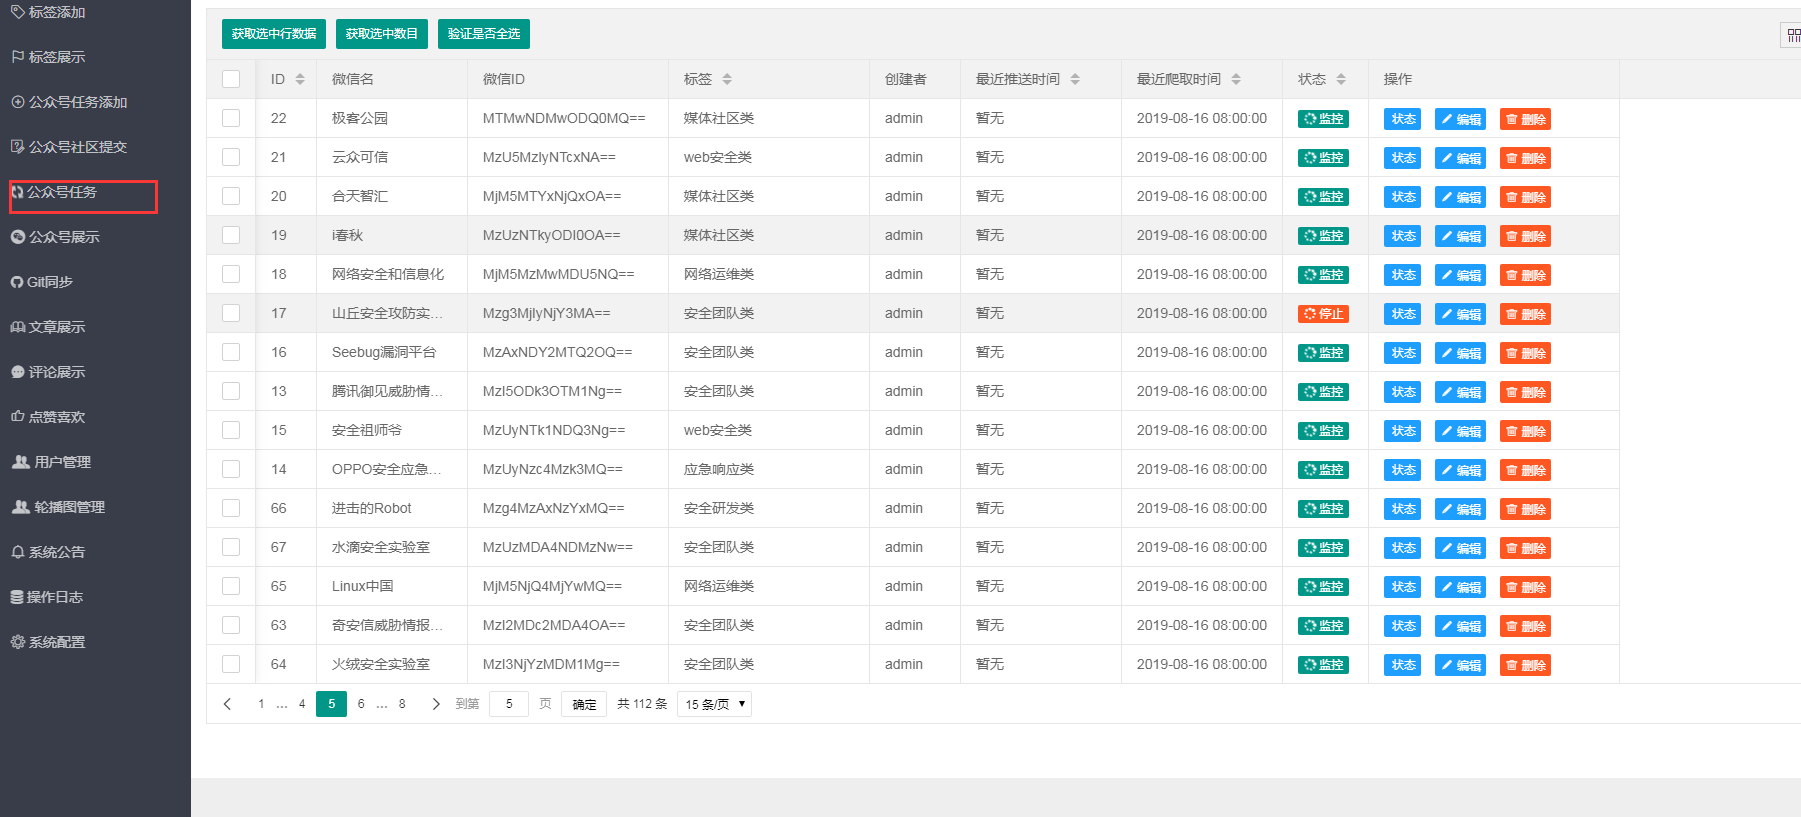 标签添加
标签展示
公众号任务添加
公众号社区提交
公众号任务
公众号展示
Git同步
文章展示
评论展示
点赞喜欢
用户管理
轮播图管理
系统公告
操作日志
系统配置
获取选中行数据 获取选中数目 验证是否全选
ID 微信名 微信ID 标签 创建者 最近推送时间 最近爬取时间 状态 操作
22 极客公园 MTMwNDMwODQ0MQ== 媒体社区类 admin 暂无 2019-08-16 08:00:00 监控 状态 编辑 删除
21 云众可信 MzU5MzIyNTcxNA== web安全类 admin 暂无 2019-08-16 08:00:00 监控 状态 编辑 删除
20 合天智汇 MjM5MTYxNjQxOA== 媒体社区类 admin 暂无 2019-08-16 08:00:00 监控 状态 编辑 删除
19 i春秋 MzUzNTkyODI0OA== 媒体社区类 admin 暂无 2019-08-16 08:00:00 监控 状态 编辑 删除
18 网络安全和信息化 MjM5MzMwMDU5NQ== 网络运维类 admin 暂无 2019-08-16 08:00:00 监控 状态 编辑 删除
17 山丘安全攻防实... Mzg3MjIyNjY3MA== 安全团队类 admin 暂无 2019-08-16 08:00:00 停止 状态 编辑 删除
16 Seebug漏洞平台 MzAxNDY2MTQ2OQ== 安全团队类 admin 暂无 2019-08-16 08:00:00 监控 状态 编辑 删除
13 腾讯御见威胁情... MzI5ODk3OTM1Ng== 安全团队类 admin 暂无 2019-08-16 08:00:00 监控 状态 编辑 删除
15 安全祖师爷 MzUyNTk1NDQ3Ng== web安全类 admin 暂无 2019-08-16 08:00:00 监控 状态 编辑 删除
14 OPPO安全应急... MzUyNzc4Mzk3MQ== 应急响应类 admin 暂无 2019-08-16 08:00:00 监控 状态 编辑 删除
66 进击的Robot Mzg4MzAxNzYxMQ== 安全研发类 admin 暂无 2019-08-16 08:00:00 监控 状态 编辑 删除
67 水滴安全实验室 MzUzMDA4NDMzNw== 安全团队类 admin 暂无 2019-08-16 08:00:00 监控 状态 编辑 删除
65 Linux中国 MjM5NjQ4MjYwMQ== 网络运维类 admin 暂无 2019-08-16 08:00:00 监控 状态 编辑 删除
63 奇安信威胁情报... MzI2MDc2MDA4OA== 安全团队类 admin 暂无 2019-08-16 08:00:00 监控 状态 编辑 删除
64 火绒安全实验室 MzI3NjYzMDM1Mg== 安全团队类 admin 暂无 2019-08-16 08:00:00 监控 状态 编辑 删除
1 ... 4 5 6 ... 8 到第 5 页 确定 共 112 条 15 条/页